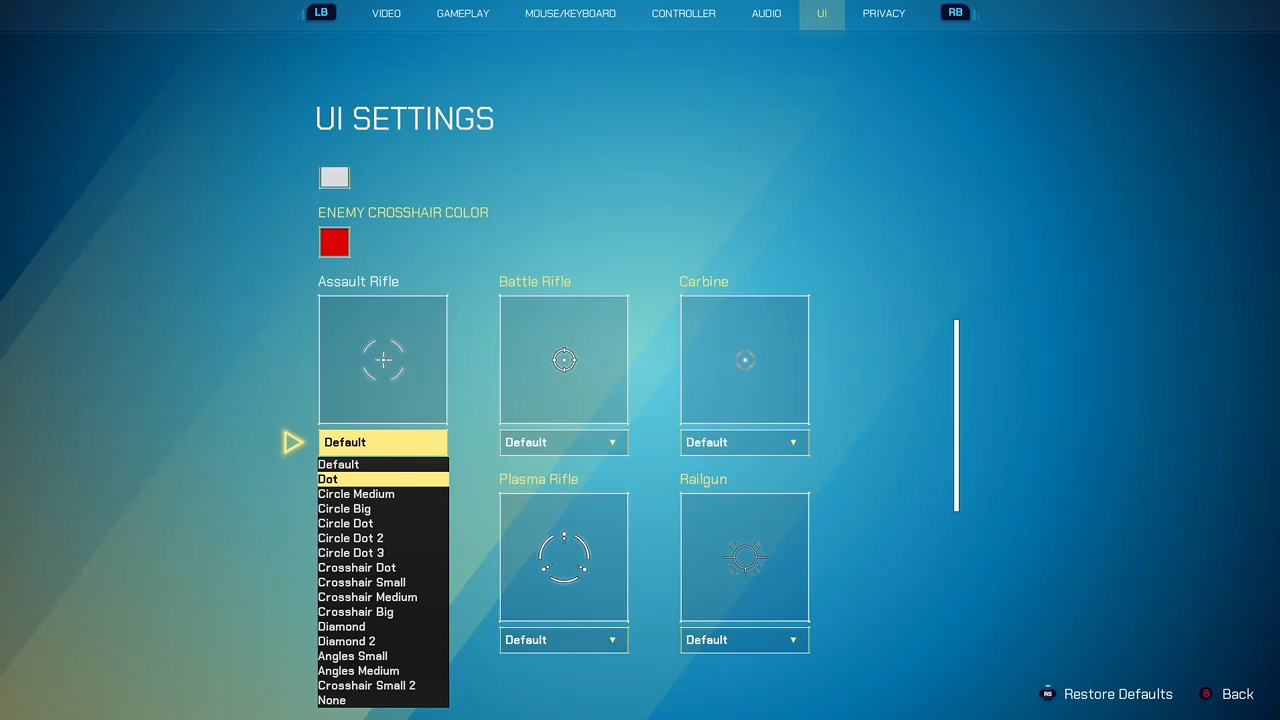 LB VIDEO GAMEPLAY MOUSE/KEYBOARD CONTROLLER AUDIO UI PRIVACY RB
UI SETTINGS
ENEMY CROSSHAIR COLOR
Assault Rifle Battle Rifle Carbine
Default Default Default
Default
Dot
Circle Medium
Circle Big
Circle Dot
Circle Dot 2
Circle Dot 3
Crosshair Dot
Crosshair Small
Crosshair Medium
Crosshair Big
Diamond
Diamond 2
Angles Small
Angles Medium
Crosshair Small 2
None
Plasma Rifle Railgun
Default Default
RS Restore Defaults B Back